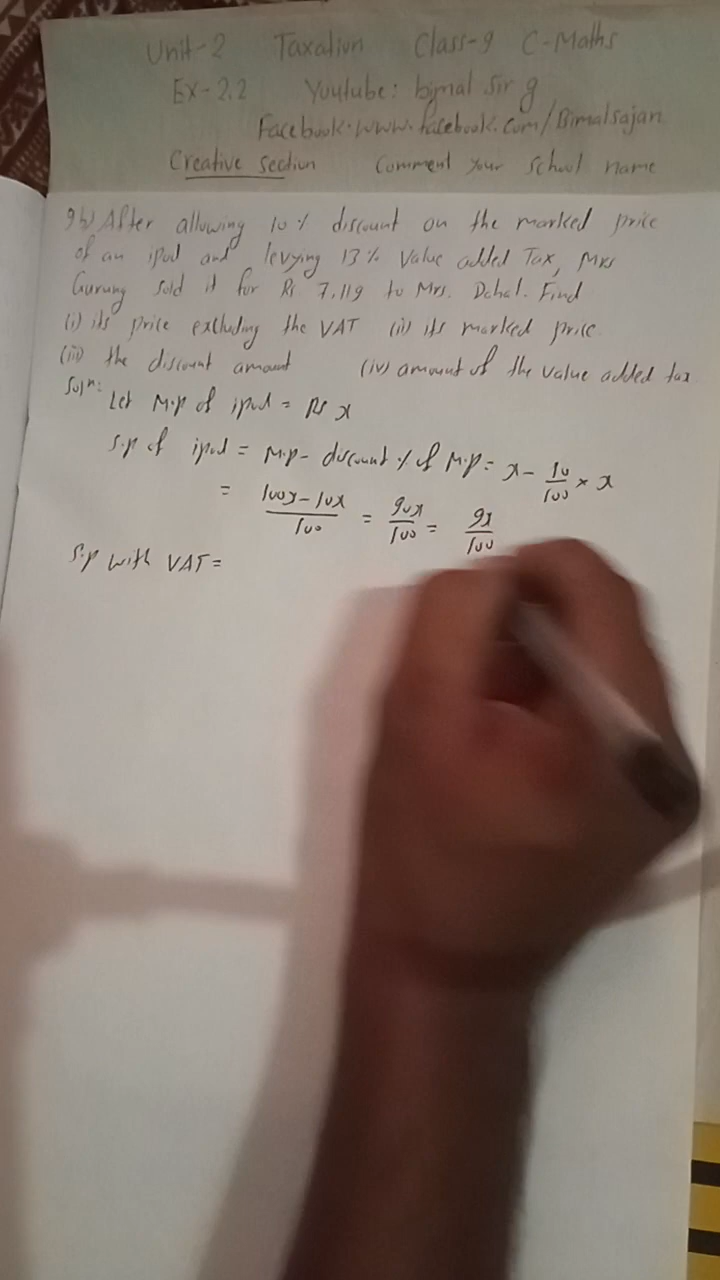 Unit-2 Taxation Class-9 C-Maths
Ex-2.2 Youtube: bimal sir g
Facebook: www.facebook.com/Bimalsajan
Creative section Comment your school name
9b) After allowing 10% discount on the marked price
of an ipod and levying 13% Value added Tax, Mrs
Gurung sold it for Rs 7,119 to Mrs. Dahal. Find
(i) its price excluding the VAT (ii) its marked price
(iii) the discount amount (iv) amount of the value added tax
Soln: Let M.P of ipod = Rs x
S.P of ipod = M.P - discount % of M.P = x - 10/100 × x
= 100x-10x/100 = 90x/100 = 9x/100
S.P with VAT =